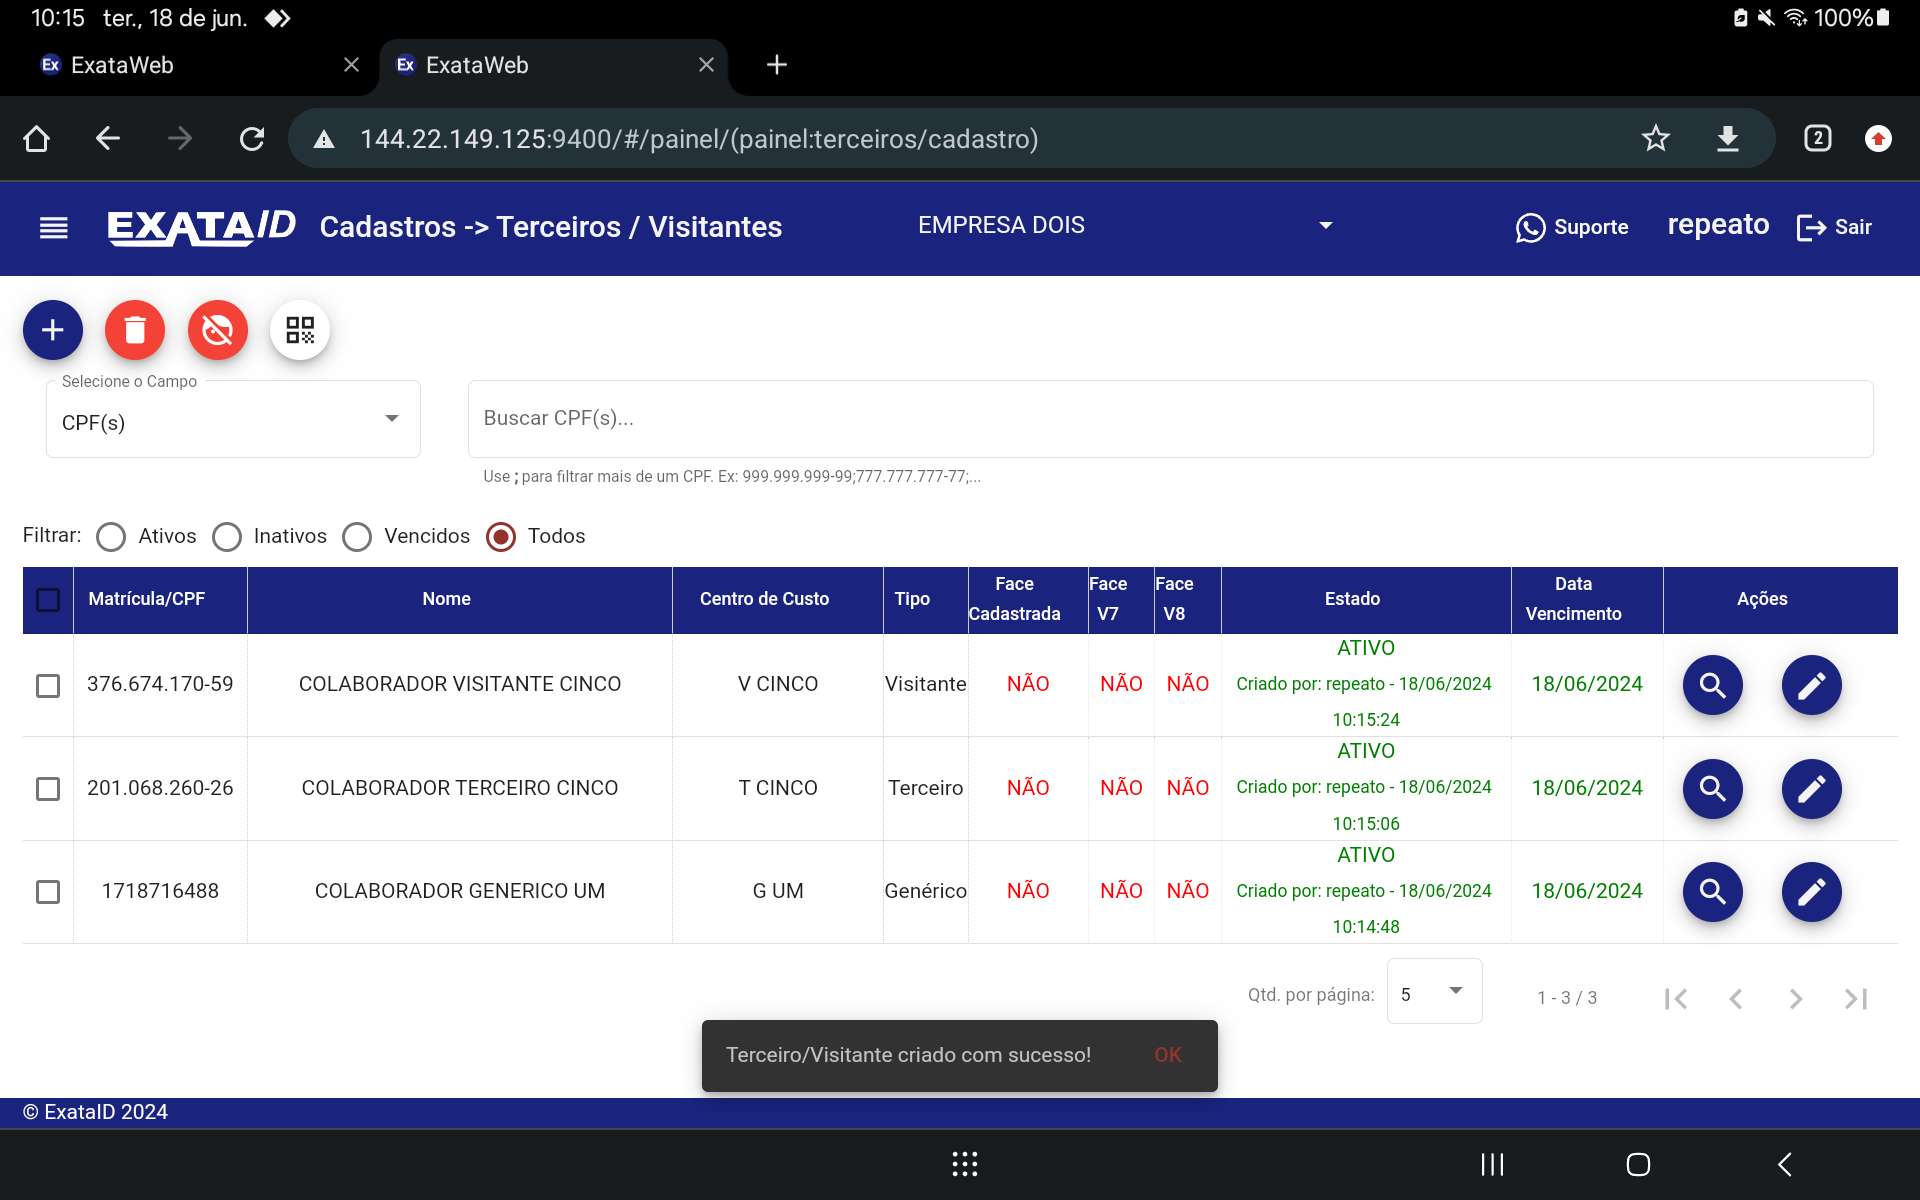 10:15 ter., 18 de jun. 100%
Ex ExataWeb
Ex ExataWeb
144.22.149.125:9400/#/painel/(painel:terceiros/cadastro) 2
EXATAID Cadastros -> Terceiros / Visitantes EMPRESA DOIS Suporte repeato Sair
Selecione o Campo
CPF(s)
Buscar CPF(s)...
Use ; para filtrar mais de um CPF. Ex: 999.999.999-99;777.777.777-77;...
Filtrar: Ativos Inativos Vencidos Todos
Matrícula/CPF Nome Centro de Custo Tipo Face Cadastrada Face V7 Face V8 Estado Data Vencimento Ações
376.674.170-59 COLABORADOR VISITANTE CINCO V CINCO Visitante NÃO NÃO NÃO ATIVO Criado por: repeato - 18/06/2024 10:15:24 18/06/2024
201.068.260-26 COLABORADOR TERCEIRO CINCO T CINCO Terceiro NÃO NÃO NÃO ATIVO Criado por: repeato - 18/06/2024 10:15:06 18/06/2024
1718716488 COLABORADOR GENERICO UM G UM Genérico NÃO NÃO NÃO ATIVO Criado por: repeato - 18/06/2024 10:14:48 18/06/2024
Qtd. por página: 5 1 - 3 / 3
Terceiro/Visitante criado com sucesso! OK
© ExataID 2024